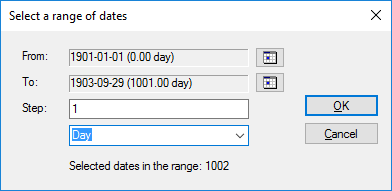 Select a range of dates
From: 1901-01-01 (0.00 day)
To: 1903-09-29 (1001.00 day)
Step: 1
OK
Day
Cancel
Selected dates in the range: 1002